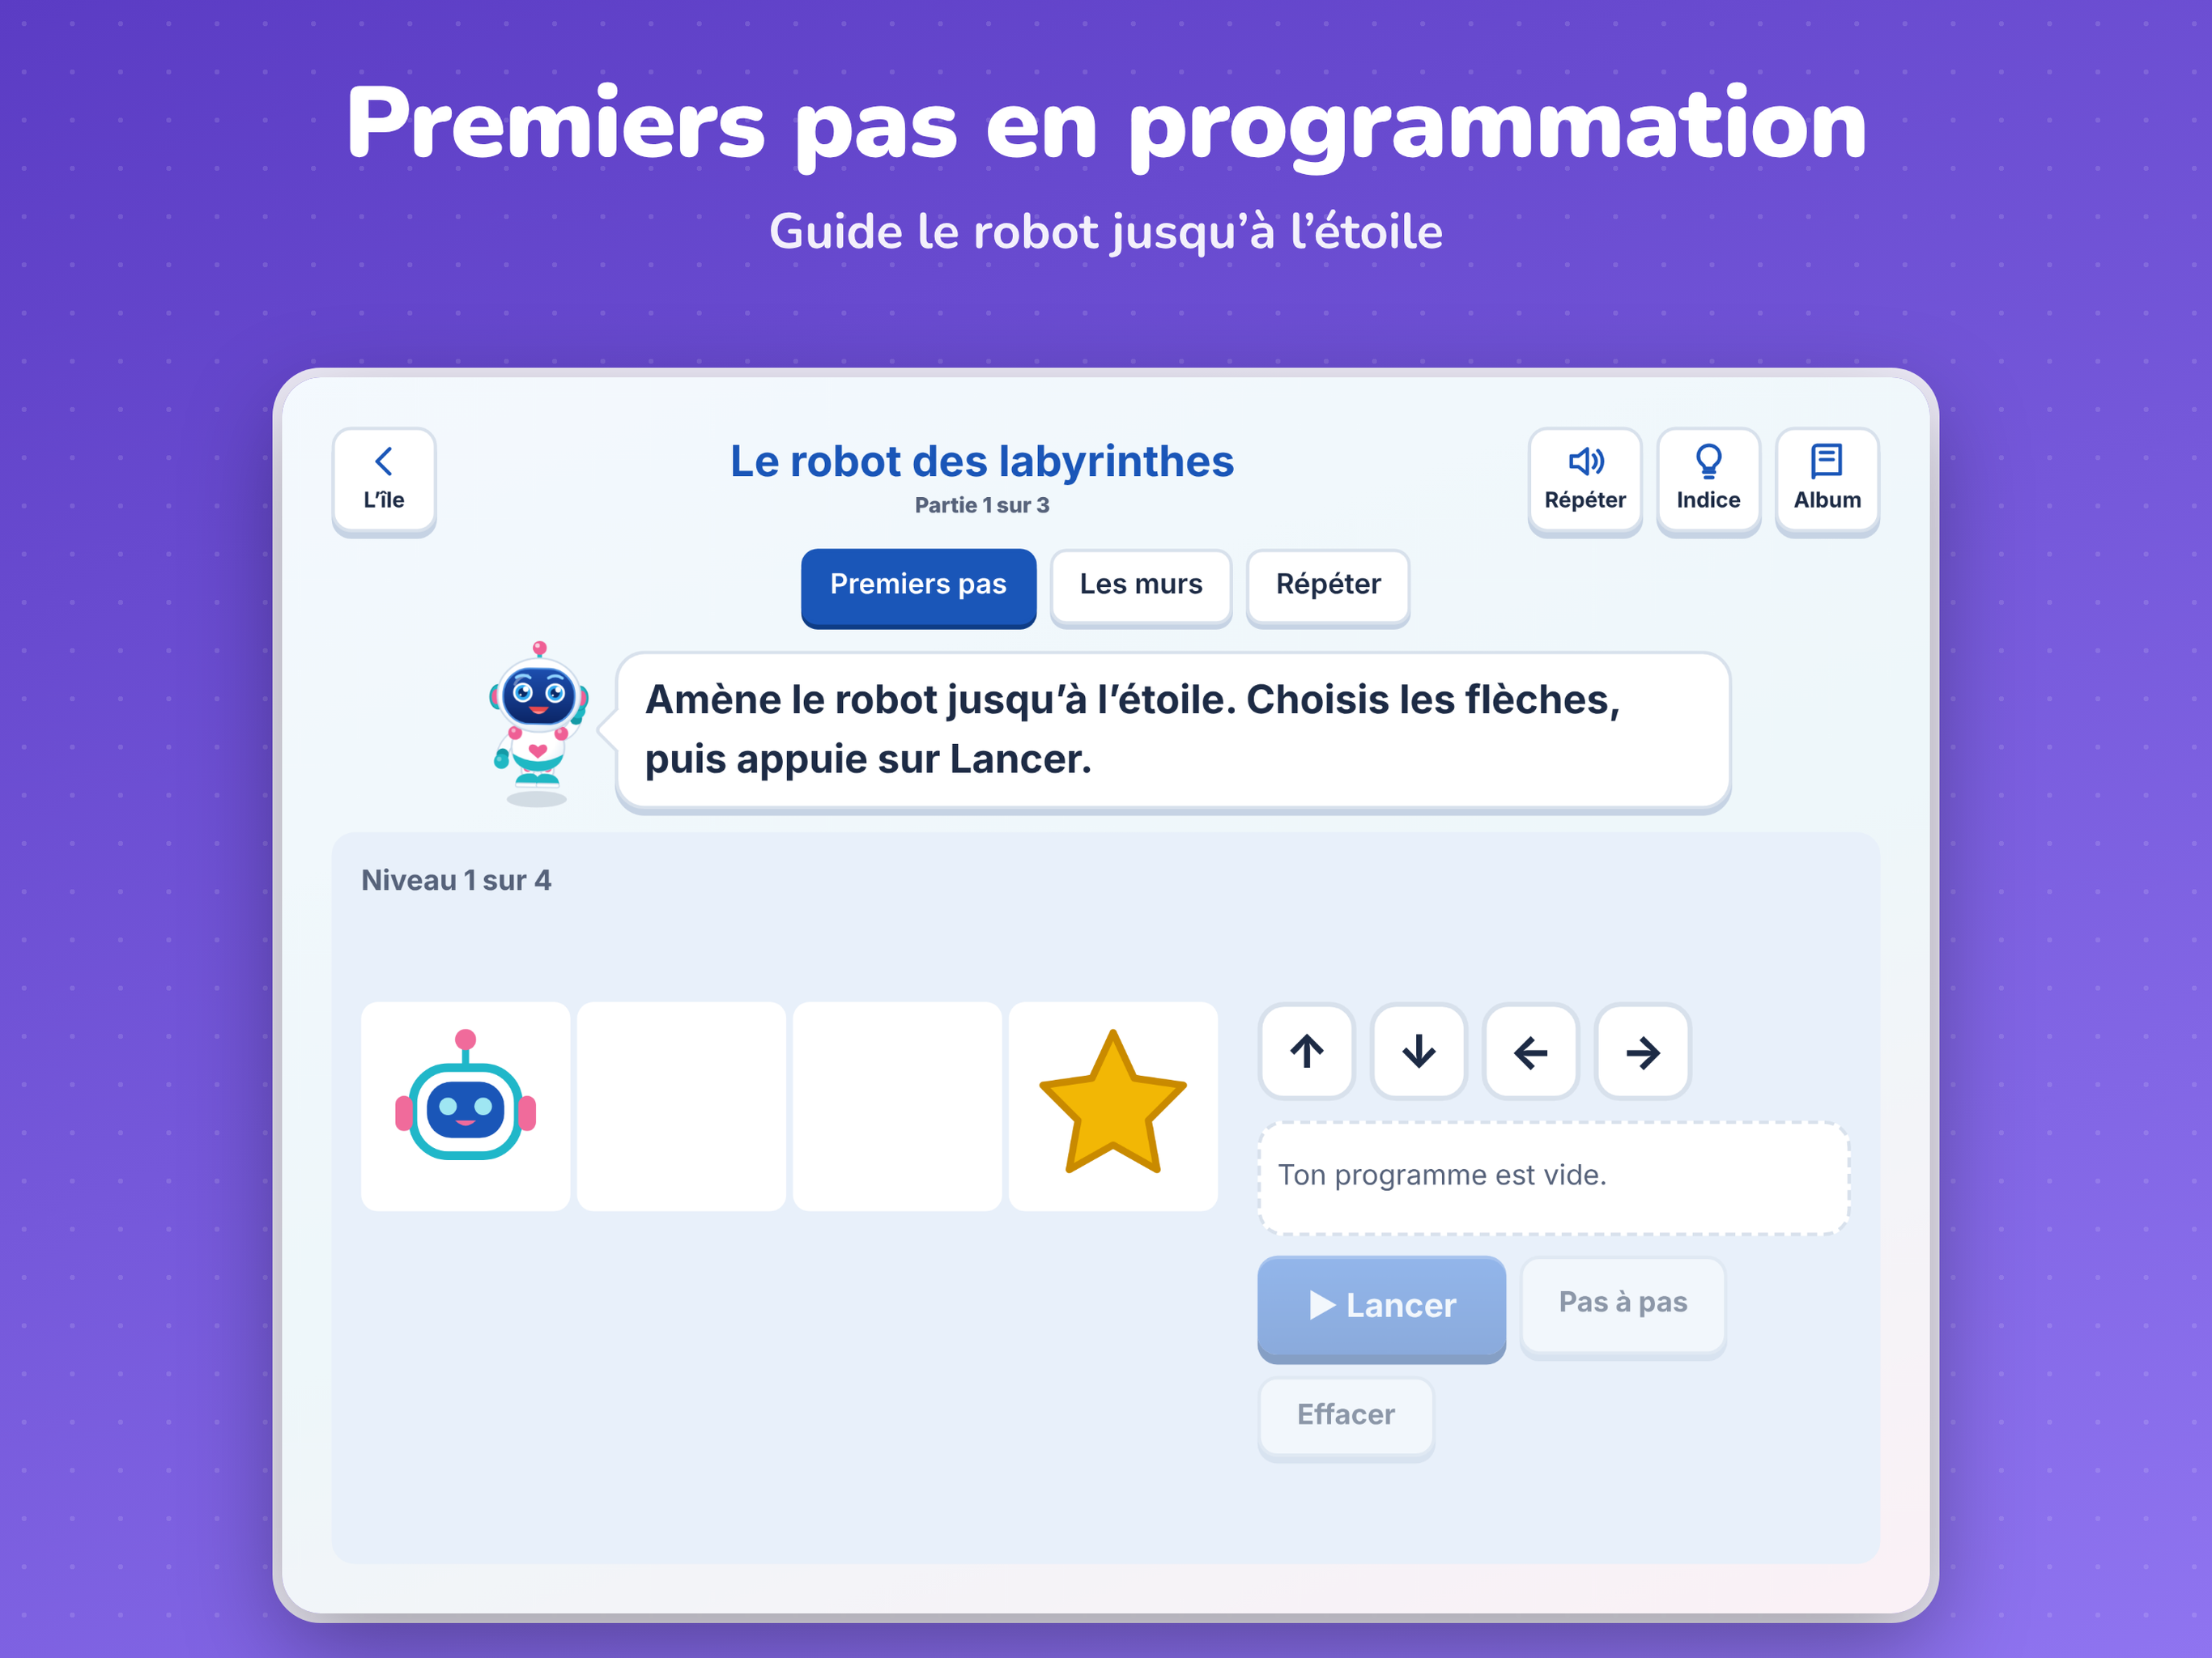 Premiers pas en programmation
Guide le robot jusqu’à l’étoile
L’île
Le robot des labyrinthes
Partie 1 sur 3
Répéter
Indice
Album
Premiers pas
Les murs
Répéter
Amène le robot jusqu’à l’étoile. Choisis les flèches,
puis appuie sur Lancer.
Niveau 1 sur 4
Ton programme est vide.
Lancer
Pas à pas
Effacer